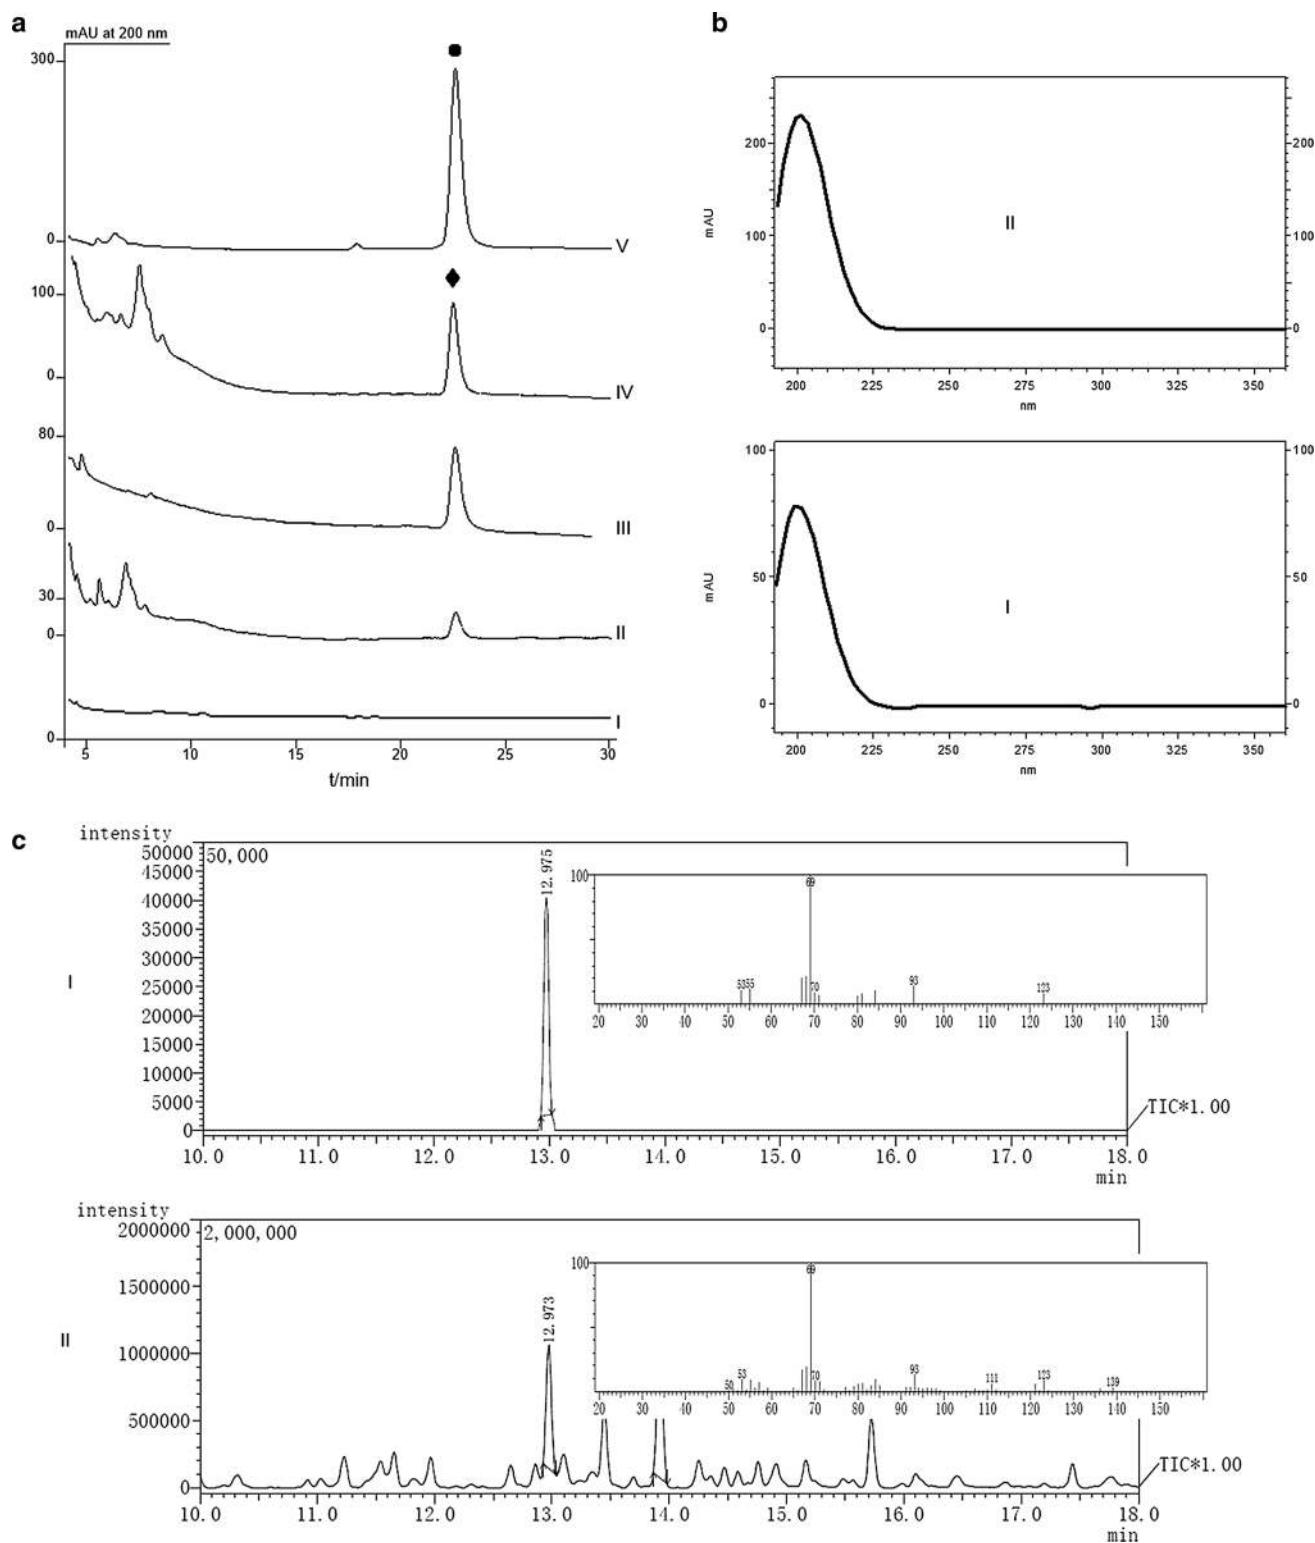 a
mAU at 200 nm
300
0
V
100
0
IV
80
0
III
30
0
II
0
I
5 10 15 20 25 30
t/min
b
200 200
100 100
0 0
mAU
II
200 225 250 275 300 325 350
nm
100 100
50 50
0 0
mAU
I
200 225 250 275 300 325 350
nm
c
intensity
50,000
50000
45000
40000
35000
30000
25000
20000
15000
10000
5000
0
I
12.975
100
69
5355 70 93 123
20 30 40 50 60 70 80 90 100 110 120 130 140 150
TIC*1.00
10.0 11.0 12.0 13.0 14.0 15.0 16.0 17.0 18.0
min
intensity
2,000,000
2000000
1500000
1000000
500000
0
II
12.973
100
69
50 53 70 93 111 123 139
20 30 40 50 60 70 80 90 100 110 120 130 140 150
TIC*1.00
10.0 11.0 12.0 13.0 14.0 15.0 16.0 17.0 18.0
min